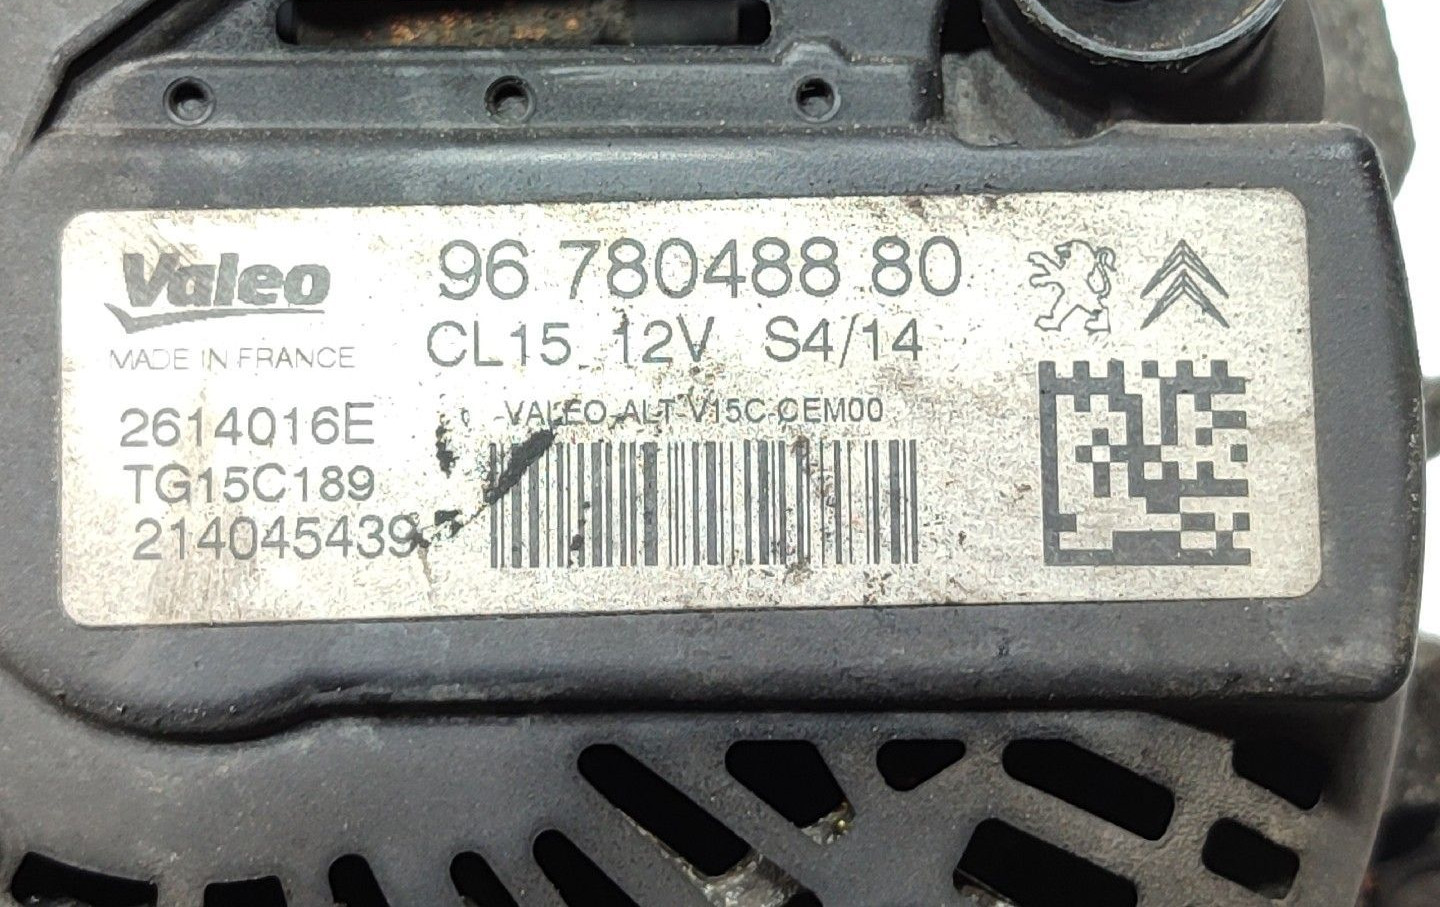 Valeo
MADE IN FRANCE
96 780488 80
CL15 12V S4/14
VALEO-ALT-V15C-CEM00
2614016E
TG15C189
214045439